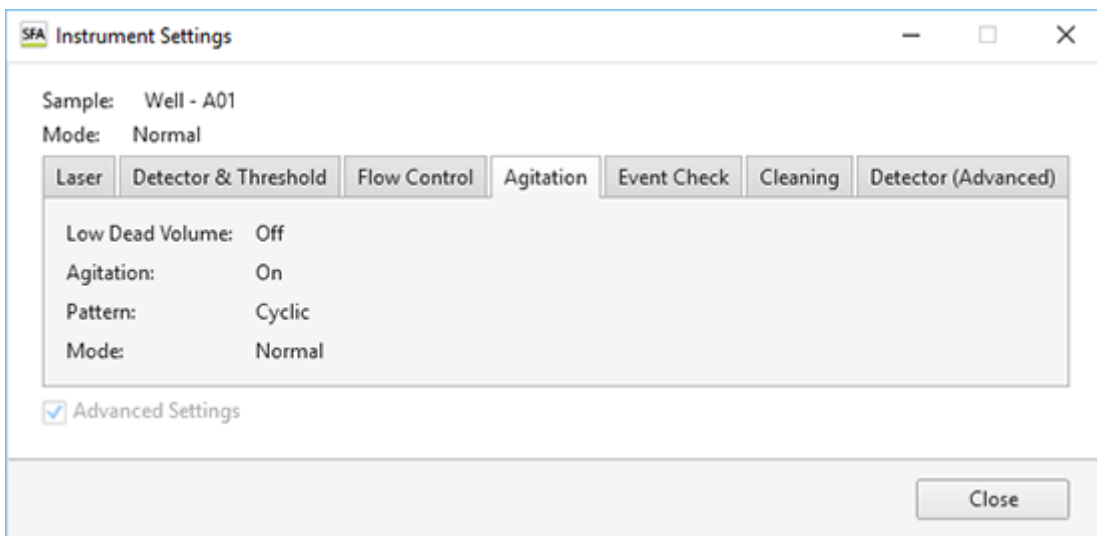 SFA Instrument Settings
Sample: Well - A01
Mode: Normal
Laser Detector & Threshold Flow Control Agitation Event Check Cleaning Detector (Advanced)
Low Dead Volume: Off
Agitation: On
Pattern: Cyclic
Mode: Normal
Advanced Settings
Close